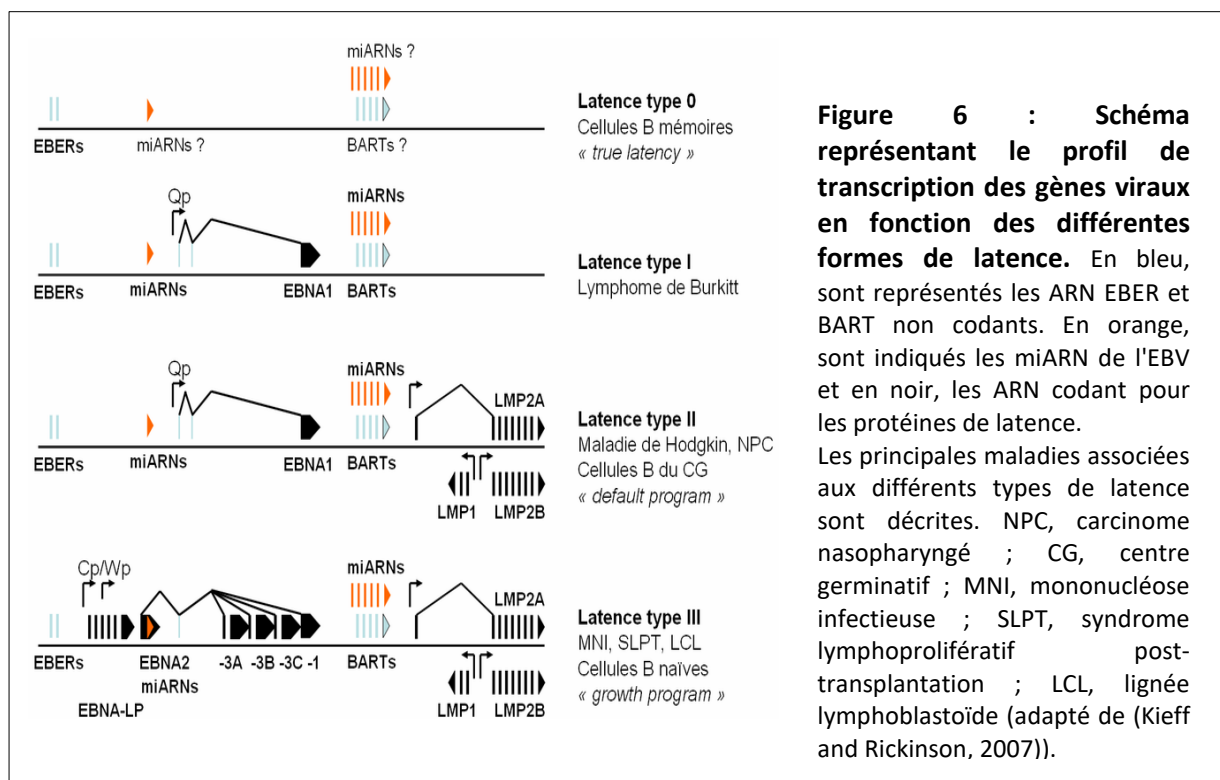 miARNs ?
EBERs
miARNs ?
BARTs ?
Latence type 0
Cellules B mémoires
« true latency »
Qp
miARNs
EBERs
miARNs
EBNA1
BARTs
Latence type I
Lymphome de Burkitt
Qp
miARNs
LMP2A
EBERs
miARNs
EBNA1
BARTs
LMP1
LMP2B
Latence type II
Maladie de Hodgkin, NPC
Cellules B du CG
« default program »
Cp/Wp
miARNs
LMP2A
EBERs
EBNA2
-3A -3B -3C -1
BARTs
miARNs
EBNA-LP
LMP1
LMP2B
Latence type III
MNI, SLPT, LCL
Cellules B naïves
« growth program »
Figure 6 : Schéma
représentant le profil de
transcription des gènes viraux
en fonction des différentes
formes de latence. En bleu,
sont représentés les ARN EBER et
BART non codants. En orange,
sont indiqués les miARN de l'EBV
et en noir, les ARN codant pour
les protéines de latence.
Les principales maladies associées
aux différents types de latence
sont décrites. NPC, carcinome
nasopharyngé ; CG, centre
germinatif ; MNI, mononucléose
infectieuse ; SLPT, syndrome
lymphoprolifératif post-
transplantation ; LCL, lignée
lymphoblastoïde (adapté de (Kieff
and Rickinson, 2007)).